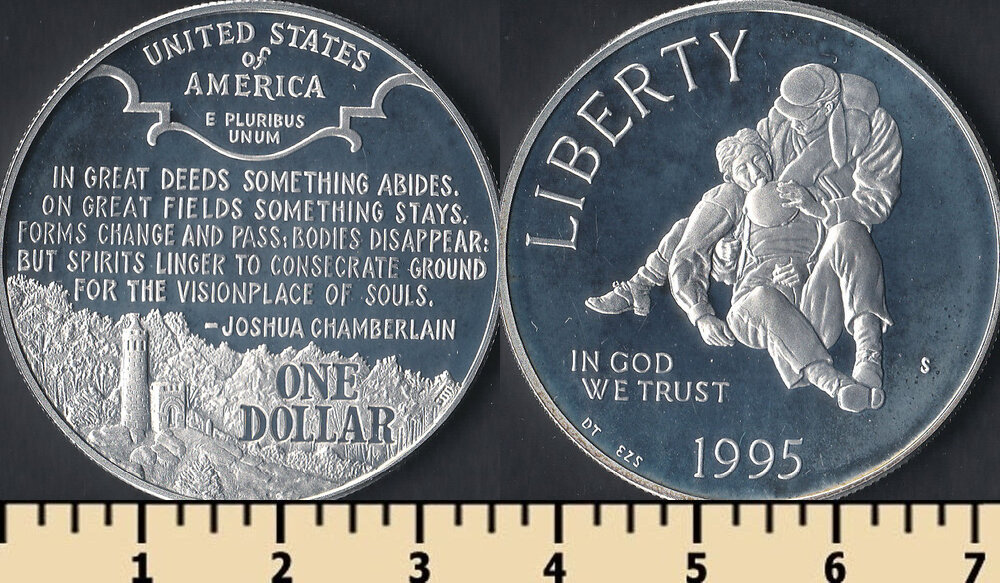 UNITED STATES
of
AMERICA
E PLURIBUS
UNUM
IN GREAT DEEDS SOMETHING ABIDES.
ON GREAT FIELDS SOMETHING STAYS.
FORMS CHANGE AND PASS; BODIES DISAPPEAR;
BUT SPIRITS LINGER TO CONSECRATE GROUND
FOR THE VISIONPLACE OF SOULS.
-JOSHUA CHAMBERLAIN
ONE
DOLLAR
LIBERTY
IN GOD
WE TRUST
S
DT EZS
1995
1 2 3 4 5 6 7